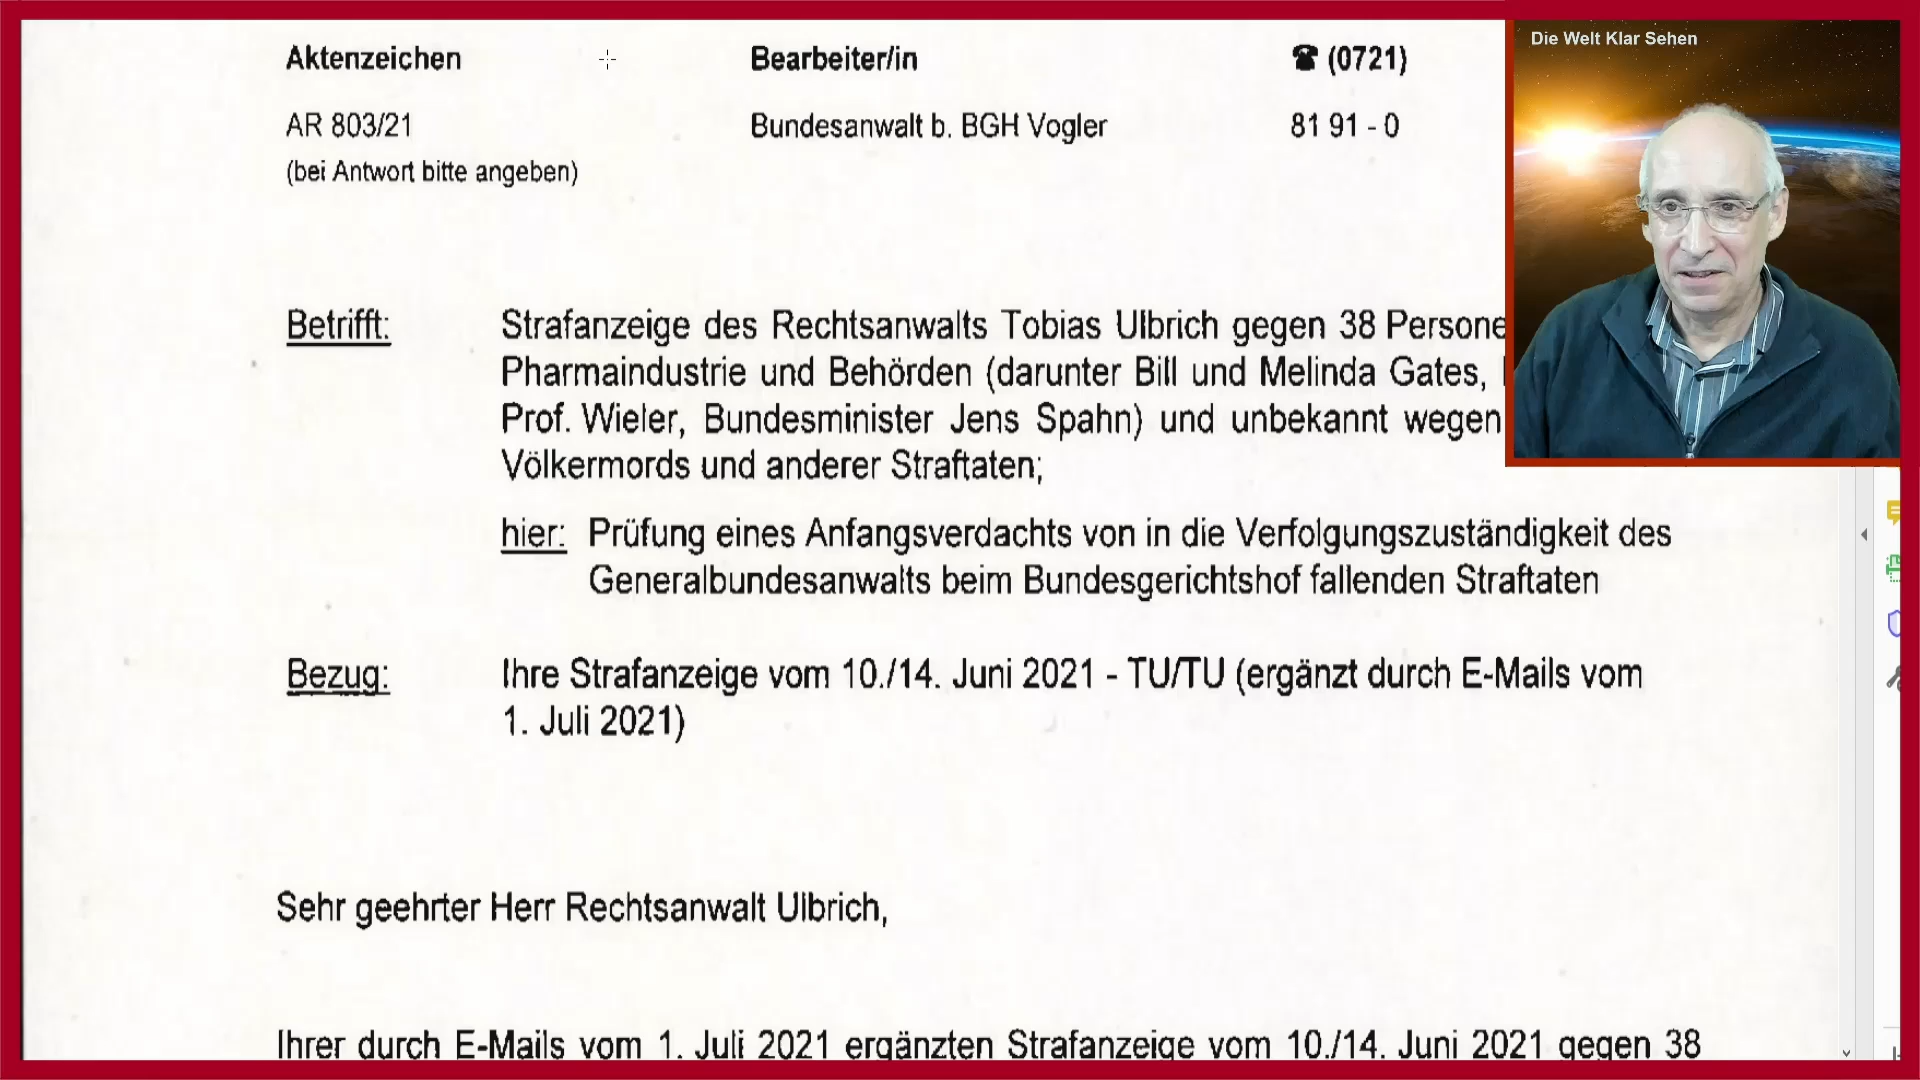 Die Welt Klar Sehen
Aktenzeichen Bearbeiter/in ☎ (0721)
AR 803/21 Bundesanwalt b. BGH Vogler 81 91 - 0
(bei Antwort bitte angeben)
Betrifft: Strafanzeige des Rechtsanwalts Tobias Ulbrich gegen 38
Pharmaindustrie und Behörden (darunter Bill und Melinda Gates,
Prof. Wieler, Bundesminister Jens Spahn) und unbekannt wegen
Völkermords und anderer Straftaten;
hier: Prüfung eines Anfangsverdachts von in die Verfolgungszuständigkeit des
Generalbundesanwalts beim Bundesgerichtshof fallenden Straftaten
Bezug: Ihre Strafanzeige vom 10./14. Juni 2021 - TU/TU (ergänzt durch E-Mails vom
1. Juli 2021)
Sehr geehrter Herr Rechtsanwalt Ulbrich,
Ihrer durch E-Mails vom 1. Juli 2021 ergänzten Strafanzeige vom 10./14. Juni 2021 gegen 38